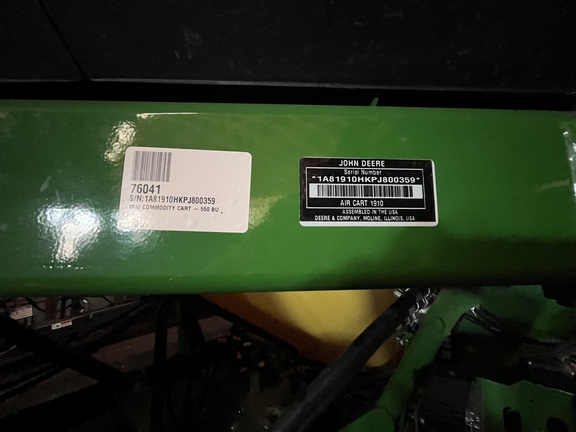 76041
S/N:1A81910HKPJ800359
1910 COMMODITY CART - 550 BU
JOHN DEERE
Serial Number
*1A81910HKPJ800359*
AIR CART 1910
ASSEMBLED IN THE USA
DEERE & COMPANY, MOLINE, ILLINOIS, USA